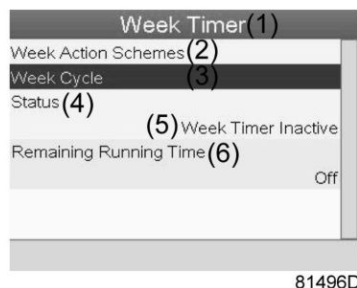 Week Timer(1)
Week Action Schemes(2)
Week Cycle (3)
Status(4)
(5) Week Timer Inactive
Remaining Running Time(6)
Off
81496D